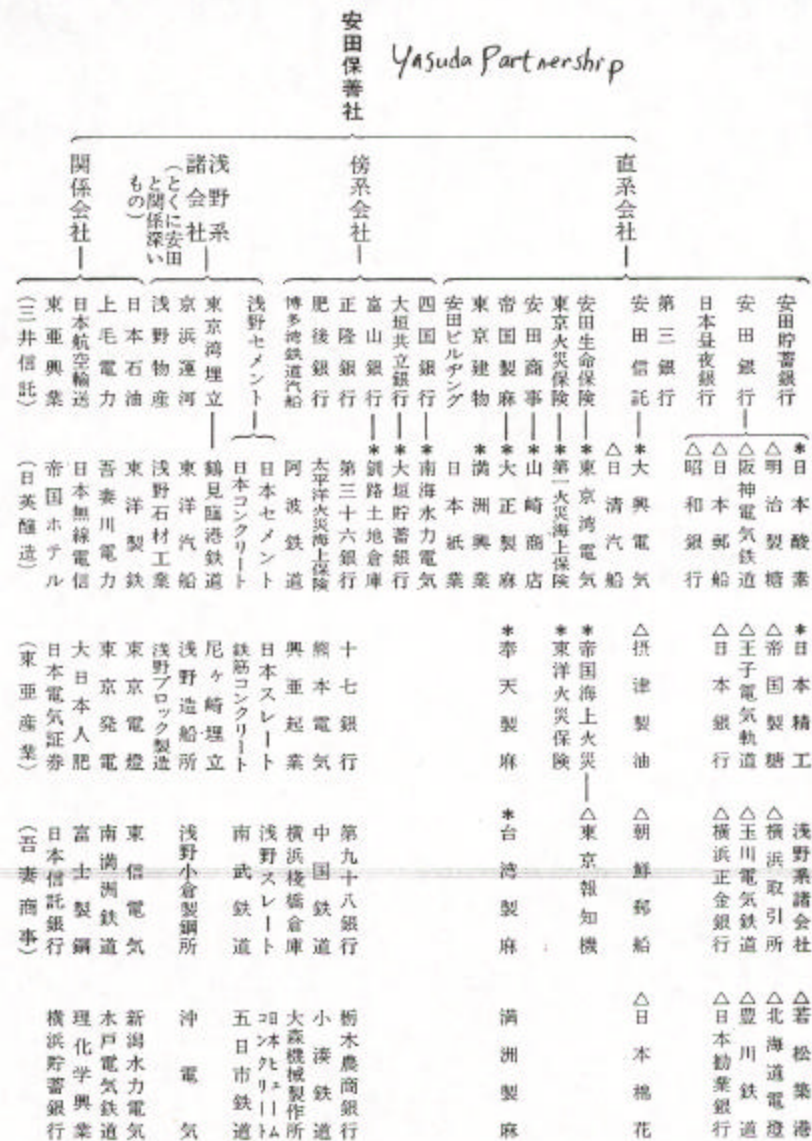 安田保善社
Yasuda Partnership
直系会社
傍系会社
浅野系
諸会社
(とくに安田
と関係深い
もの)
関係会社
安田貯蓄銀行
安田銀行
日本昼夜銀行
第三銀行
安田信託
安田生命保険
東京火災保険
安田商事
帝国製麻
東京建物
安田ビルヂング
四国銀行
大垣共立銀行
富山銀行
正隆銀行
肥後銀行
博多湾鉄道汽船
浅野セメント
東京湾埋立
京浜運河
浅野物産
日本石油
上毛電力
日本航空輸送
東亜興業
(三井信託)
*日本酸素
△明治製糖
△阪神電気鉄道
△日本郵船
△昭和銀行
*大興電気
△日清汽船
*東京湾電気
*第一火災海上保険
*山崎商店
*大正製麻
*満洲興業
日本紙業
*南海水力電気
*大垣貯蓄銀行
*釧路土地倉庫
第三十六銀行
太平洋火災海上保険
阿波鉄道
日本セメント
日本コンクリート
鶴見臨港鉄道
東洋汽船
浅野石材工業
東洋製鉄
吾妻川電力
日本無線電信
帝国ホテル
(日英醸造)
*日本精工
△帝国製糖
△王子電気軌道
△日本銀行
△摂津製油
*帝国海上火災
*東洋火災保険
*奉天製麻
十七銀行
熊本電気
興亜起業
日本スレート
鉄筋コンクリート
尼ヶ崎埋立
浅野造船所
浅野ブロック製造
東京電燈
東京発電
大日本人肥
日本電気証券
(東亜産業)
浅野系諸会社
△横浜取引所
△玉川電気鉄道
△横浜正金銀行
△朝鮮郵船
△東京報知機
*台湾製麻
第九十八銀行
中国鉄道
横浜桟橋倉庫
浅野スレート
南武鉄道
浅野小倉製鋼所
東信電気
南満洲鉄道
富士製鋼
日本信託銀行
(吾妻商事)
△若松築港
△北海道電燈
△豊川鉄道
△日本勧業銀行
△日本綿花
満洲製麻
栃木農商銀行
小湊鉄道
大森機械製作所
日本ヒューム
コンクリート
五日市鉄道
沖電気
新潟水力電気
水戸電気鉄道
理化学興業
横浜貯蓄銀行